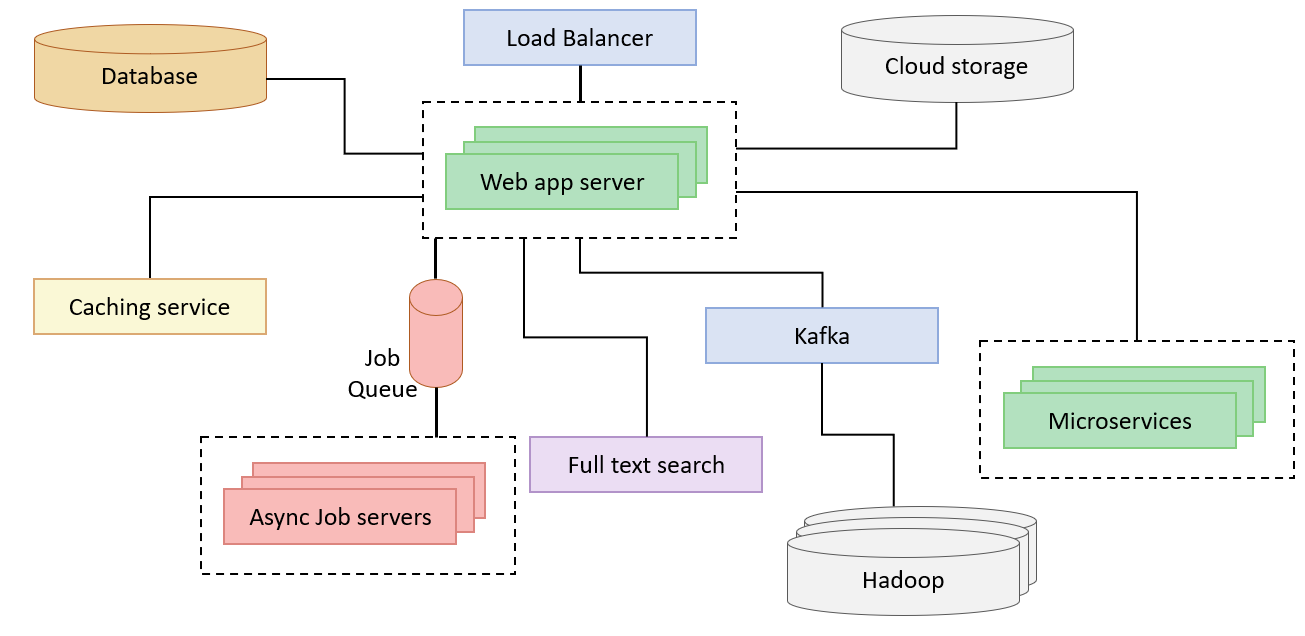 Load Balancer
Database
Cloud storage
Web app server
Caching service
Job
Queue
Kafka
Microservices
Full text search
Async Job servers
Hadoop